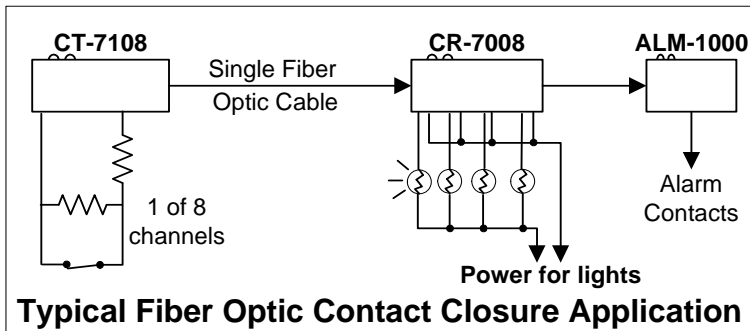 CT-7108
CR-7008
ALM-1000
Single Fiber
Optic Cable
1 of 8
channels
Alarm
Contacts
Power for lights
Typical Fiber Optic Contact Closure Application